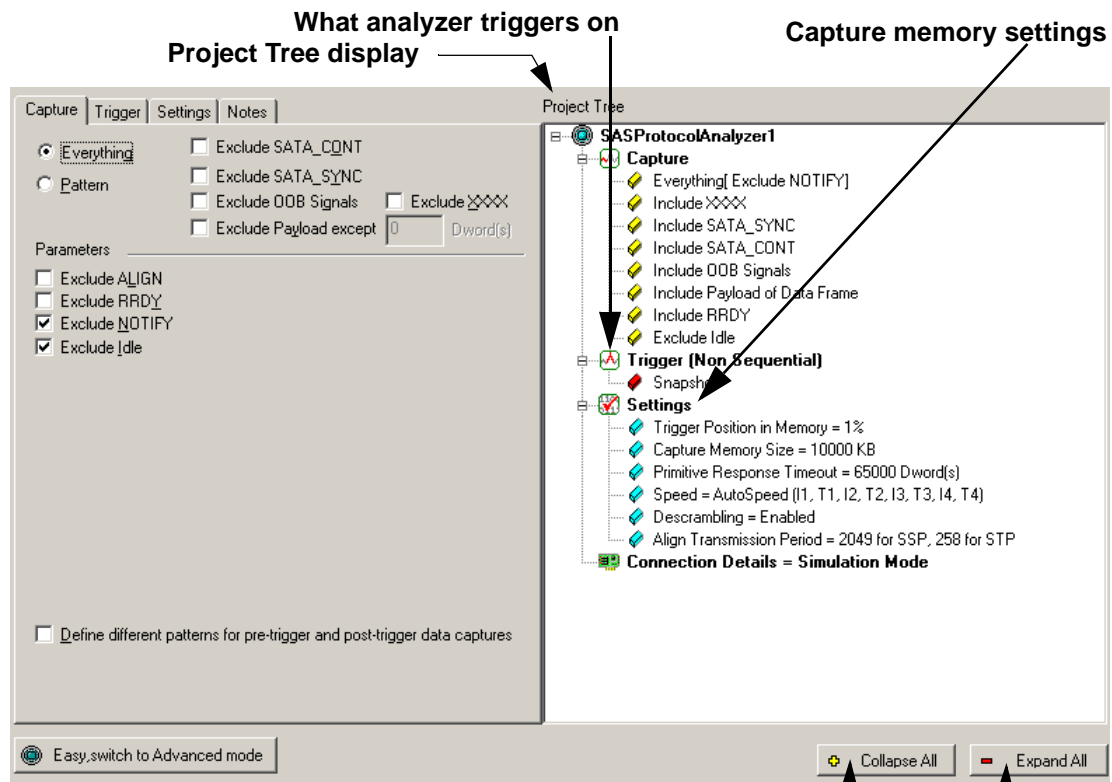 What analyzer triggers on
Project Tree display
Capture memory settings
Capture Trigger Settings Notes
Everything
Pattern
Exclude SATA_CONT
Exclude SATA_SYNC
Exclude OOB Signals
Exclude XXXX
Exclude Payload except 0 Dword(s)
Parameters
Exclude ALIGN
Exclude RRDY
Exclude NOTIFY
Exclude Idle
Define different patterns for pre-trigger and post-trigger data captures
Project Tree
SASProtocolAnalyzer1
Capture
Everything[ Exclude NOTIFY]
Include XXXX
Include SATA_SYNC
Include SATA_CONT
Include OOB Signals
Include Payload of Data Frame
Include RRDY
Exclude Idle
Trigger (Non Sequential)
Snapshot
Settings
Trigger Position in Memory = 1%
Capture Memory Size = 10000 KB
Primitive Response Timeout = 65000 Dword(s)
Speed = AutoSpeed (I1, T1, I2, T2, I3, T3, I4, T4)
Descrambling = Enabled
Align Transmission Period = 2049 for SSP, 258 for STP
Connection Details = Simulation Mode
Easy,switch to Advanced mode
Collapse All
Expand All